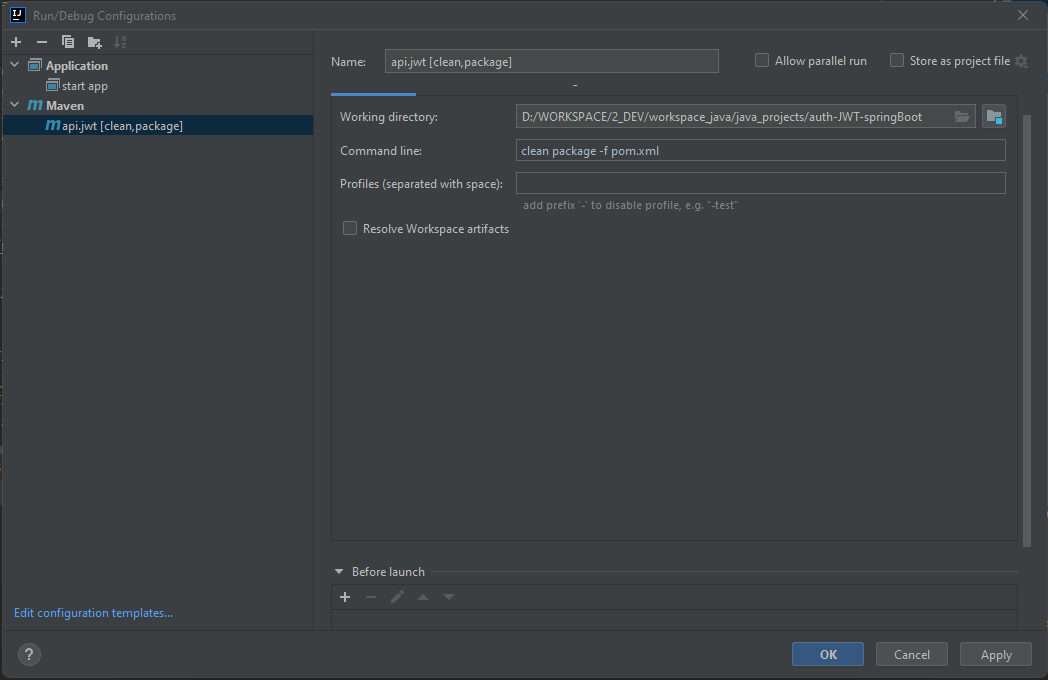 IJ
Run/Debug Configurations
Application
start app
Maven
m api.jwt [clean,package]
Name: api.jwt [clean,package] Allow parallel run Store as project file
Working directory: D:/WORKSPACE/2_DEV/workspace_java/java_projects/auth-JWT-springBoot
Command line: clean package -f pom.xml
Profiles (separated with space):
add prefix '-' to disable profile, e.g. "-test"
Resolve Workspace artifacts
Before launch
Edit configuration templates...
? OK Cancel Apply